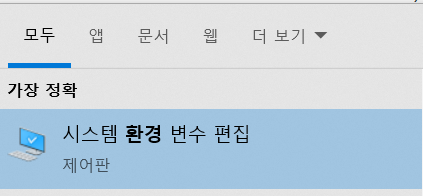 모두 앱 문서 웹 더 보기
가장 정확
시스템 환경 변수 편집
제어판